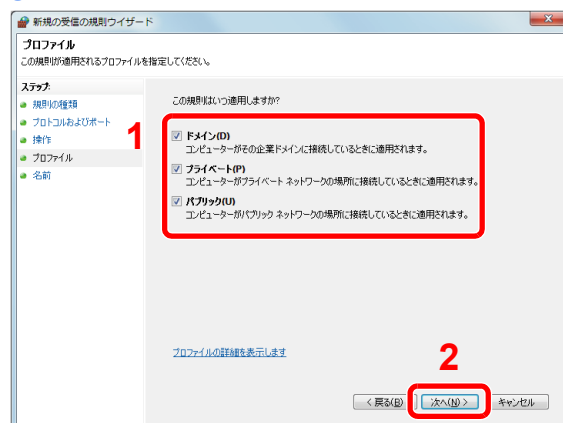 新規の受信の規則ウィザード
プロファイル
この規則が適用されるプロファイルを指定してください。
ステップ:
規則の種類
プロトコルおよびポート
操作
プロファイル
名前
この規則はいつ適用しますか?
1
ドメイン(D)
コンピューターがその企業ドメインに接続しているときに適用されます。
プライベート(P)
コンピューターがプライベート ネットワークの場所に接続しているときに適用されます。
パブリック(U)
コンピューターがパブリック ネットワークの場所に接続しているときに適用されます。
プロファイルの詳細を表示します
2
< 戻る(B) 次へ(N) > キャンセル